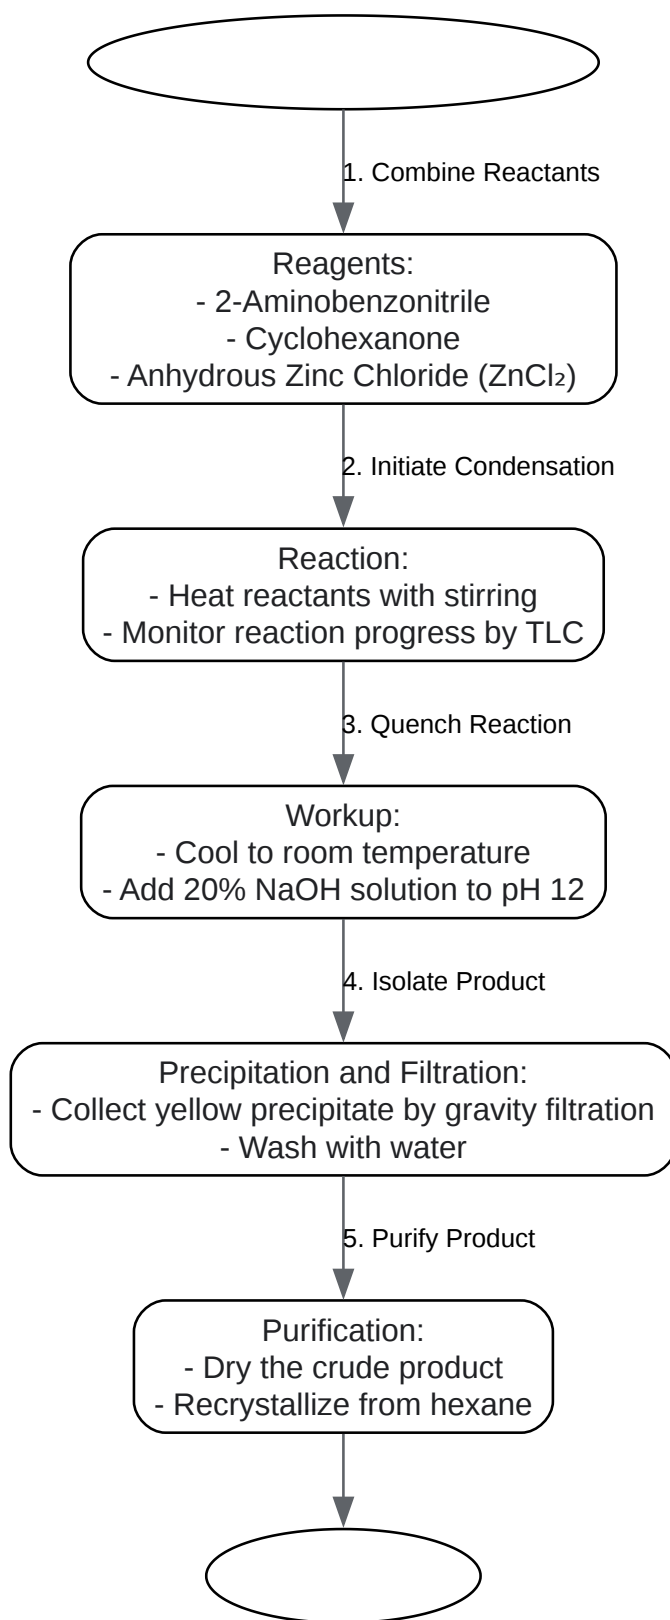 1. Combine Reactants
Reagents:
- 2-Aminobenzonitrile
- Cyclohexanone
- Anhydrous Zinc Chloride (ZnCl₂)
2. Initiate Condensation
Reaction:
- Heat reactants with stirring
- Monitor reaction progress by TLC
3. Quench Reaction
Workup:
- Cool to room temperature
- Add 20% NaOH solution to pH 12
4. Isolate Product
Precipitation and Filtration:
- Collect yellow precipitate by gravity filtration
- Wash with water
5. Purify Product
Purification:
- Dry the crude product
- Recrystallize from hexane